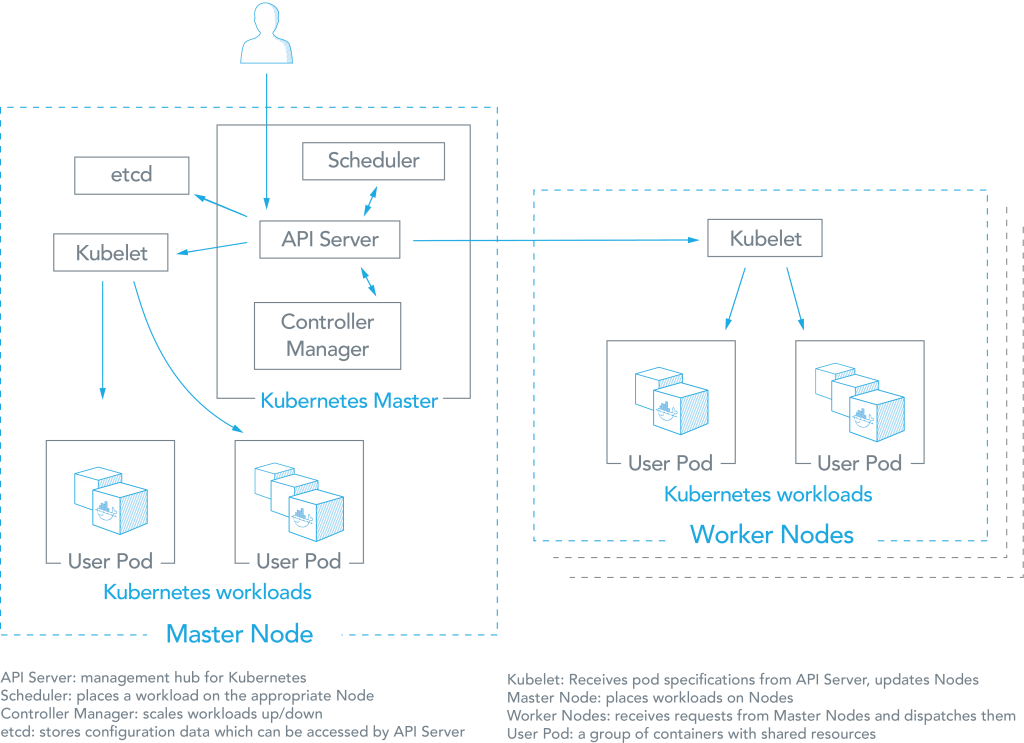 Scheduler
etcd
API Server
Kubelet
Controller
Manager
Kubernetes Master
User Pod
User Pod
Kubernetes workloads
Master Node
Kubelet
User Pod
User Pod
Kubernetes workloads
Worker Nodes
API Server: management hub for Kubernetes
Scheduler: places a workload on the appropriate Node
Controller Manager: scales workloads up/down
etcd: stores configuration data which can be accessed by API Server
Kubelet: Receives pod specifications from API Server, updates Nodes
Master Node: places workloads on Nodes
Worker Nodes: receives requests from Master Nodes and dispatches them
User Pod: a group of containers with shared resources